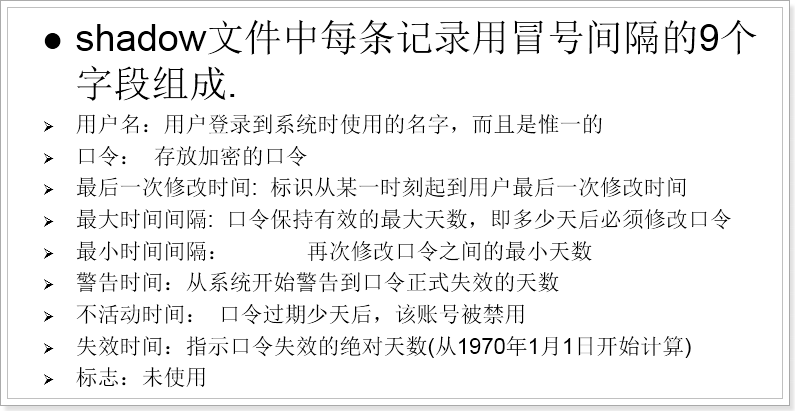 ● shadow文件中每条记录用冒号间隔的9个
字段组成.
➢ 用户名：用户登录到系统时使用的名字，而且是惟一的
➢ 口令： 存放加密的口令
➢ 最后一次修改时间: 标识从某一时刻起到用户最后一次修改时间
➢ 最大时间间隔: 口令保持有效的最大天数，即多少天后必须修改口令
➢ 最小时间间隔： 再次修改口令之间的最小天数
➢ 警告时间：从系统开始警告到口令正式失效的天数
➢ 不活动时间： 口令过期少天后，该账号被禁用
➢ 失效时间：指示口令失效的绝对天数(从1970年1月1日开始计算)
➢ 标志：未使用